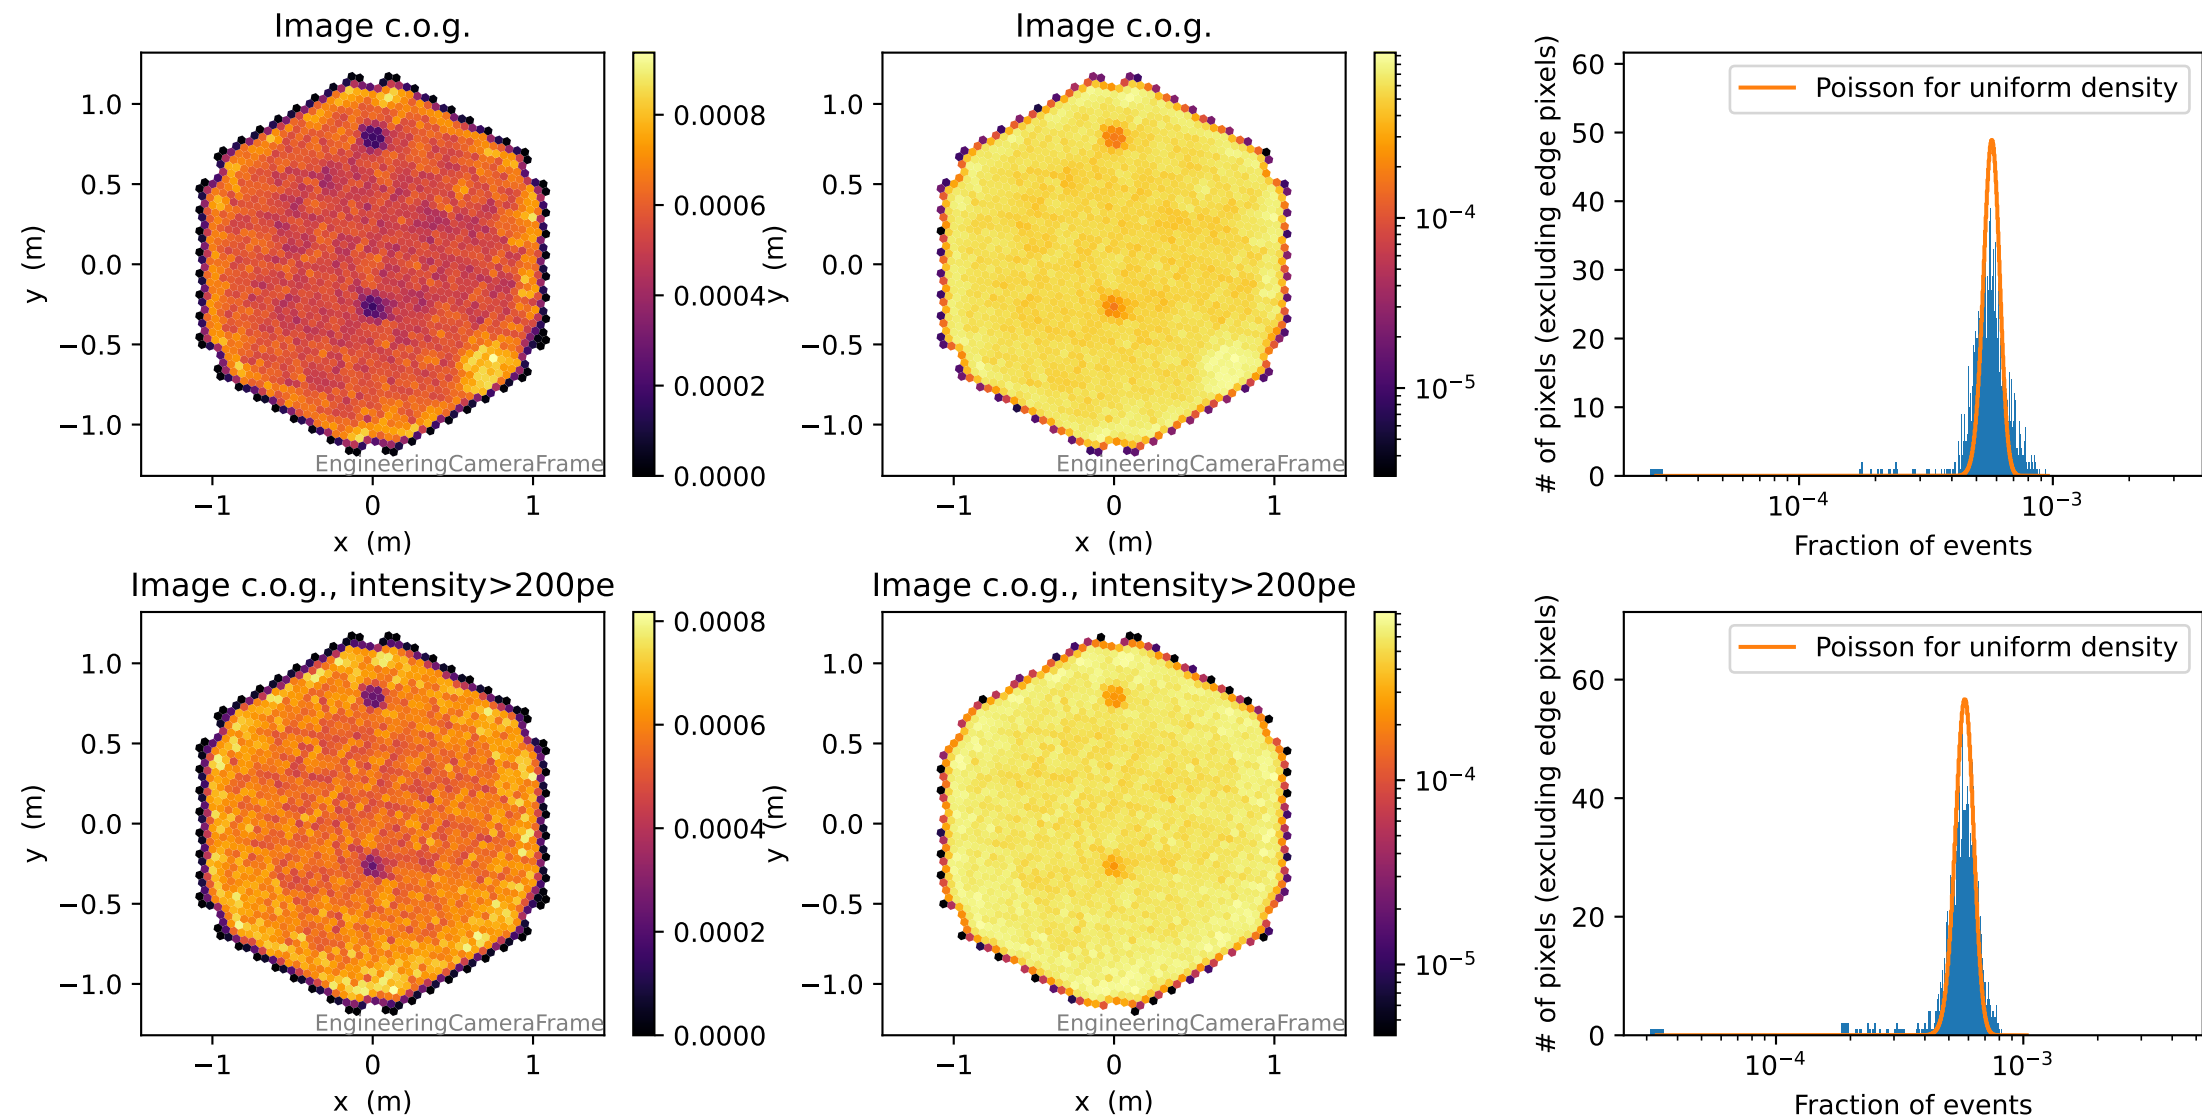 Image c.o.g.
1.0
0.5
0.0
−0.5
−1.0
y (m)
−1
0
1
x (m)
EngineeringCameraFrame
0.0008
0.0006
0.0004
0.0002
0.0000
Image c.o.g.
1.0
0.5
0.0
−0.5
−1.0
y (m)
−1
0
1
x (m)
EngineeringCameraFrame
10⁻⁴
10⁻⁵
60
50
40
30
20
10
0
# of pixels (excluding edge pixels)
Poisson for uniform density
10⁻⁴
10⁻³
Fraction of events
Image c.o.g., intensity>200pe
1.0
0.5
0.0
−0.5
−1.0
y (m)
−1
0
1
x (m)
EngineeringCameraFrame
0.0008
0.0006
0.0004
0.0002
0.0000
Image c.o.g., intensity>200pe
1.0
0.5
0.0
−0.5
−1.0
y (m)
−1
0
1
x (m)
EngineeringCameraFrame
10⁻⁴
10⁻⁵
60
40
20
0
# of pixels (excluding edge pixels)
Poisson for uniform density
10⁻⁴
10⁻³
Fraction of events